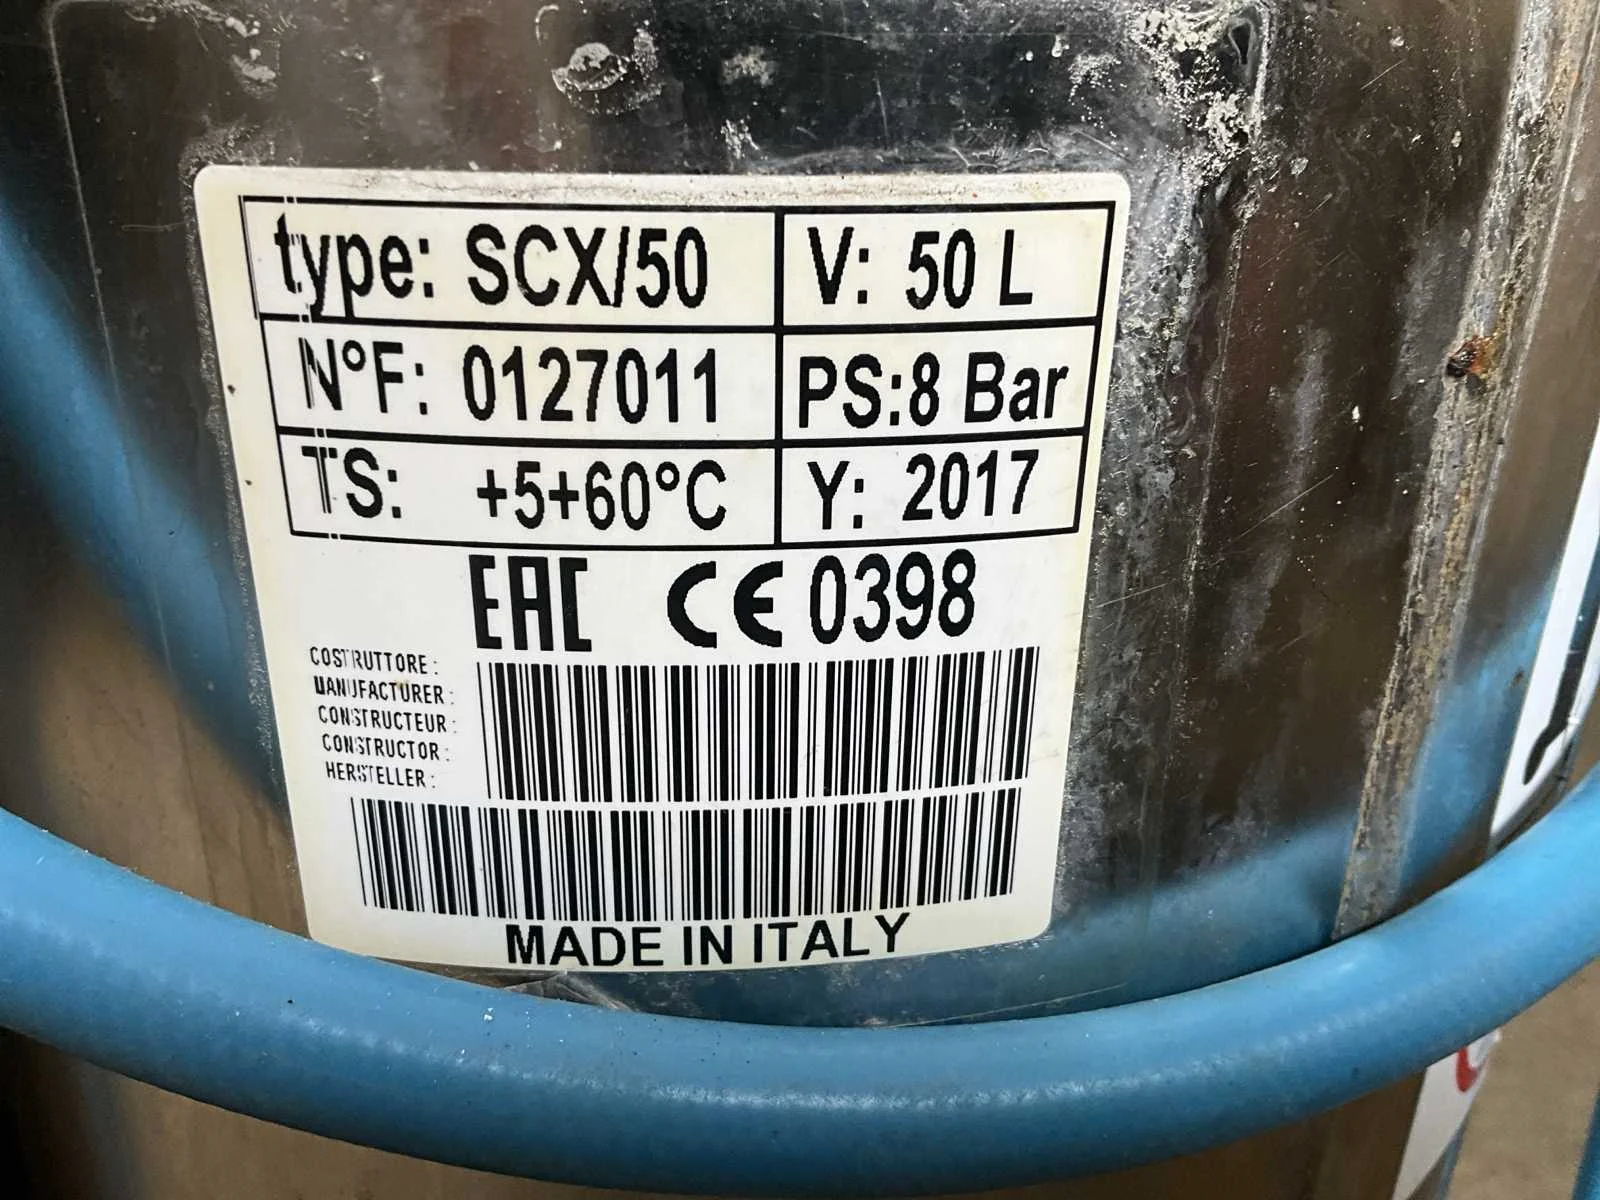 type: SCX/50 V: 50 L
N°F: 0127011 PS:8 Bar
TS: +5+60°C Y: 2017
EAC CE 0398
COSTRUTTORE :
MANUFACTURER :
CONSTRUCTEUR :
CONSTRUCTOR :
HERSTELLER :
MADE IN ITALY